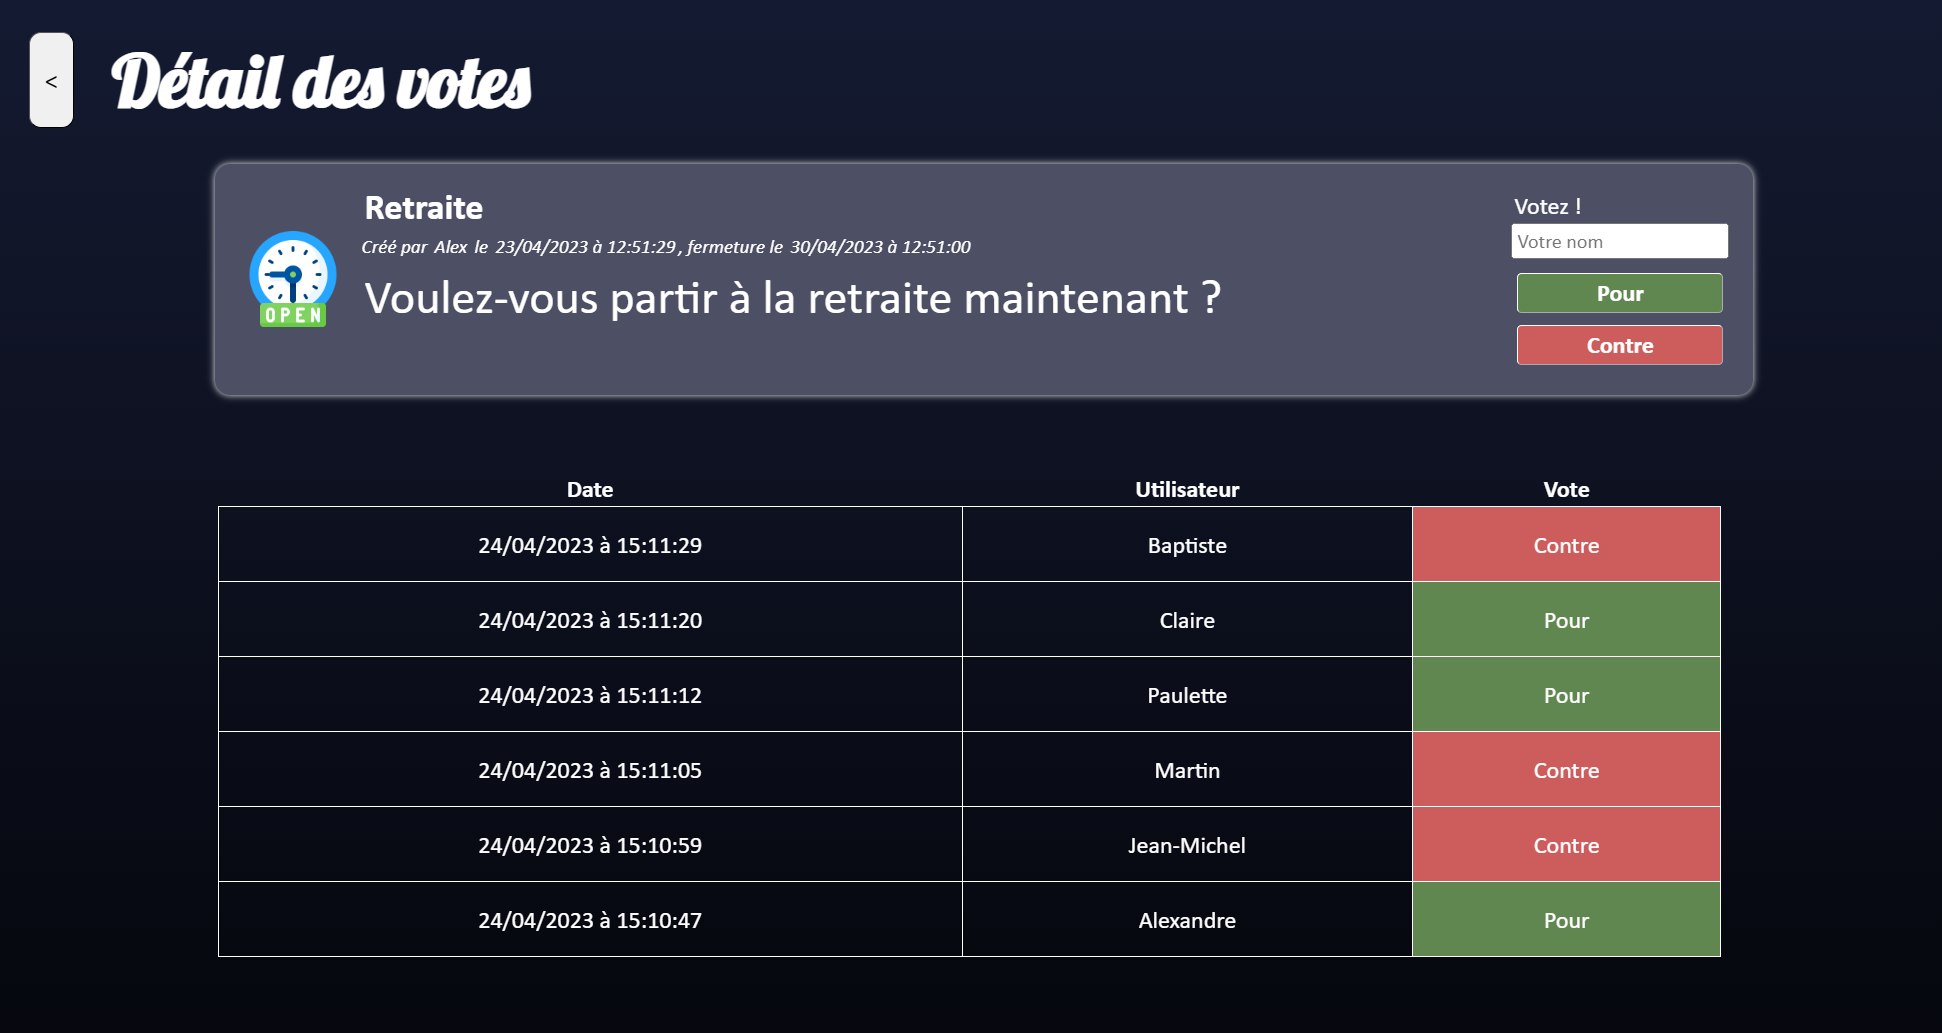 <
Détail des votes
Retraite
Créé par Alex le 23/04/2023 à 12:51:29, fermeture le 30/04/2023 à 12:51:00
Voulez-vous partir à la retraite maintenant ?
OPEN
Votez !
Votre nom
Pour
Contre
Date Utilisateur Vote
24/04/2023 à 15:11:29 Baptiste Contre
24/04/2023 à 15:11:20 Claire Pour
24/04/2023 à 15:11:12 Paulette Pour
24/04/2023 à 15:11:05 Martin Contre
24/04/2023 à 15:10:59 Jean-Michel Contre
24/04/2023 à 15:10:47 Alexandre Pour